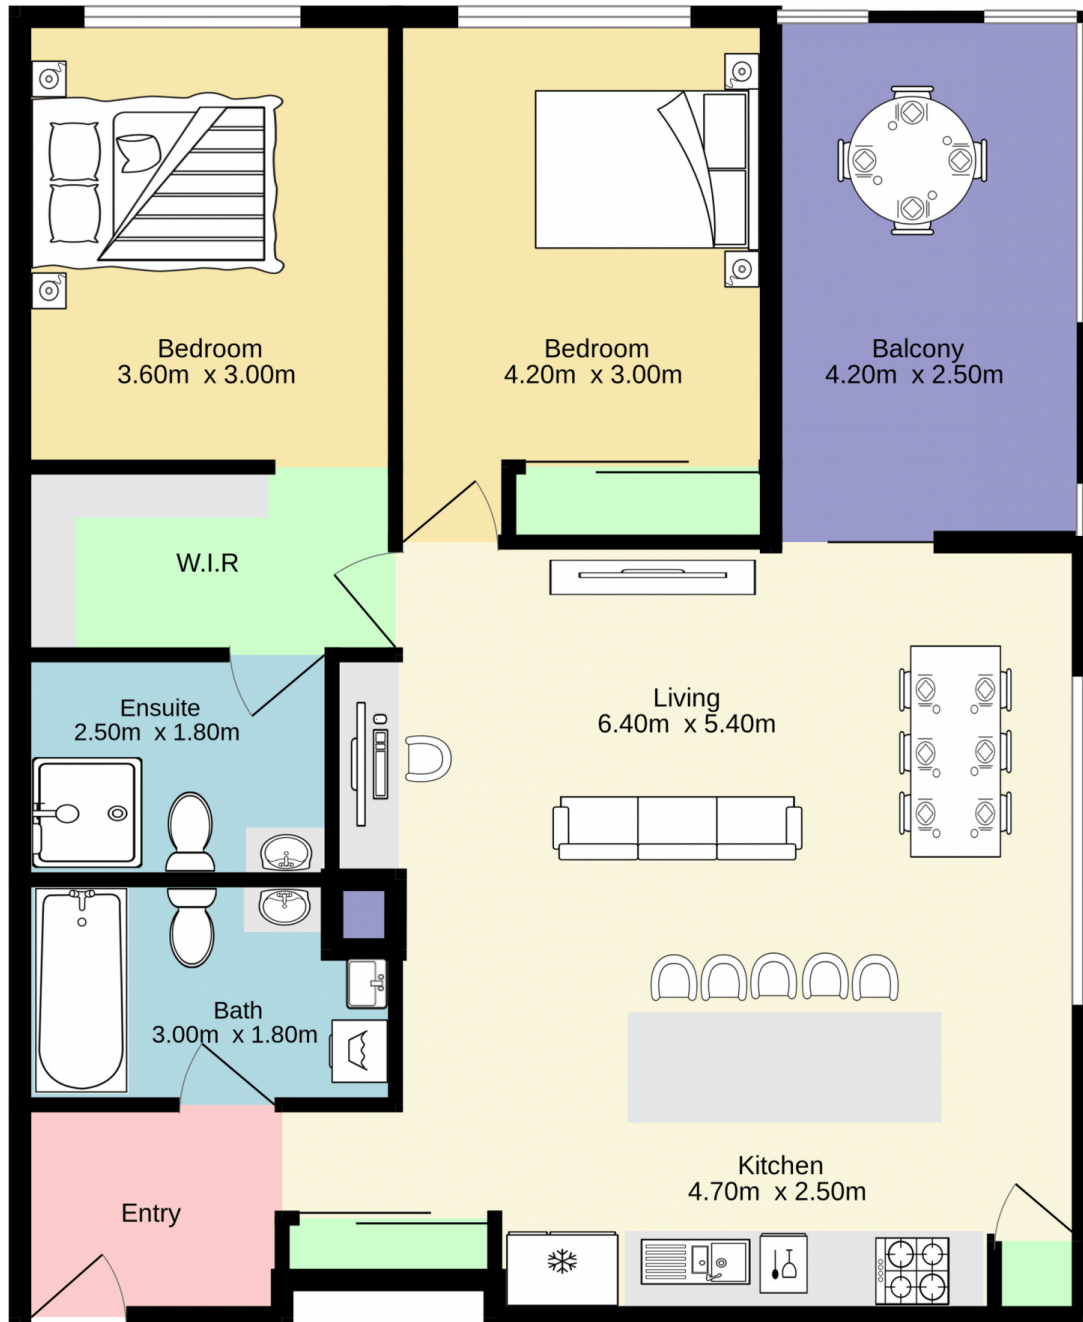 Bedroom
3.60m x 3.00m
Bedroom
4.20m x 3.00m
Balcony
4.20m x 2.50m
W.I.R
Ensuite
2.50m x 1.80m
Living
6.40m x 5.40m
Bath
3.00m x 1.80m
Kitchen
4.70m x 2.50m
Entry